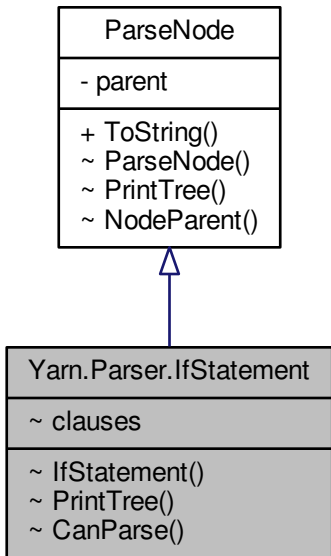 ParseNode
- parent
+ ToString()
~ ParseNode()
~ PrintTree()
~ NodeParent()
Yarn.Parser.IfStatement
~ clauses
~ IfStatement()
~ PrintTree()
~ CanParse()